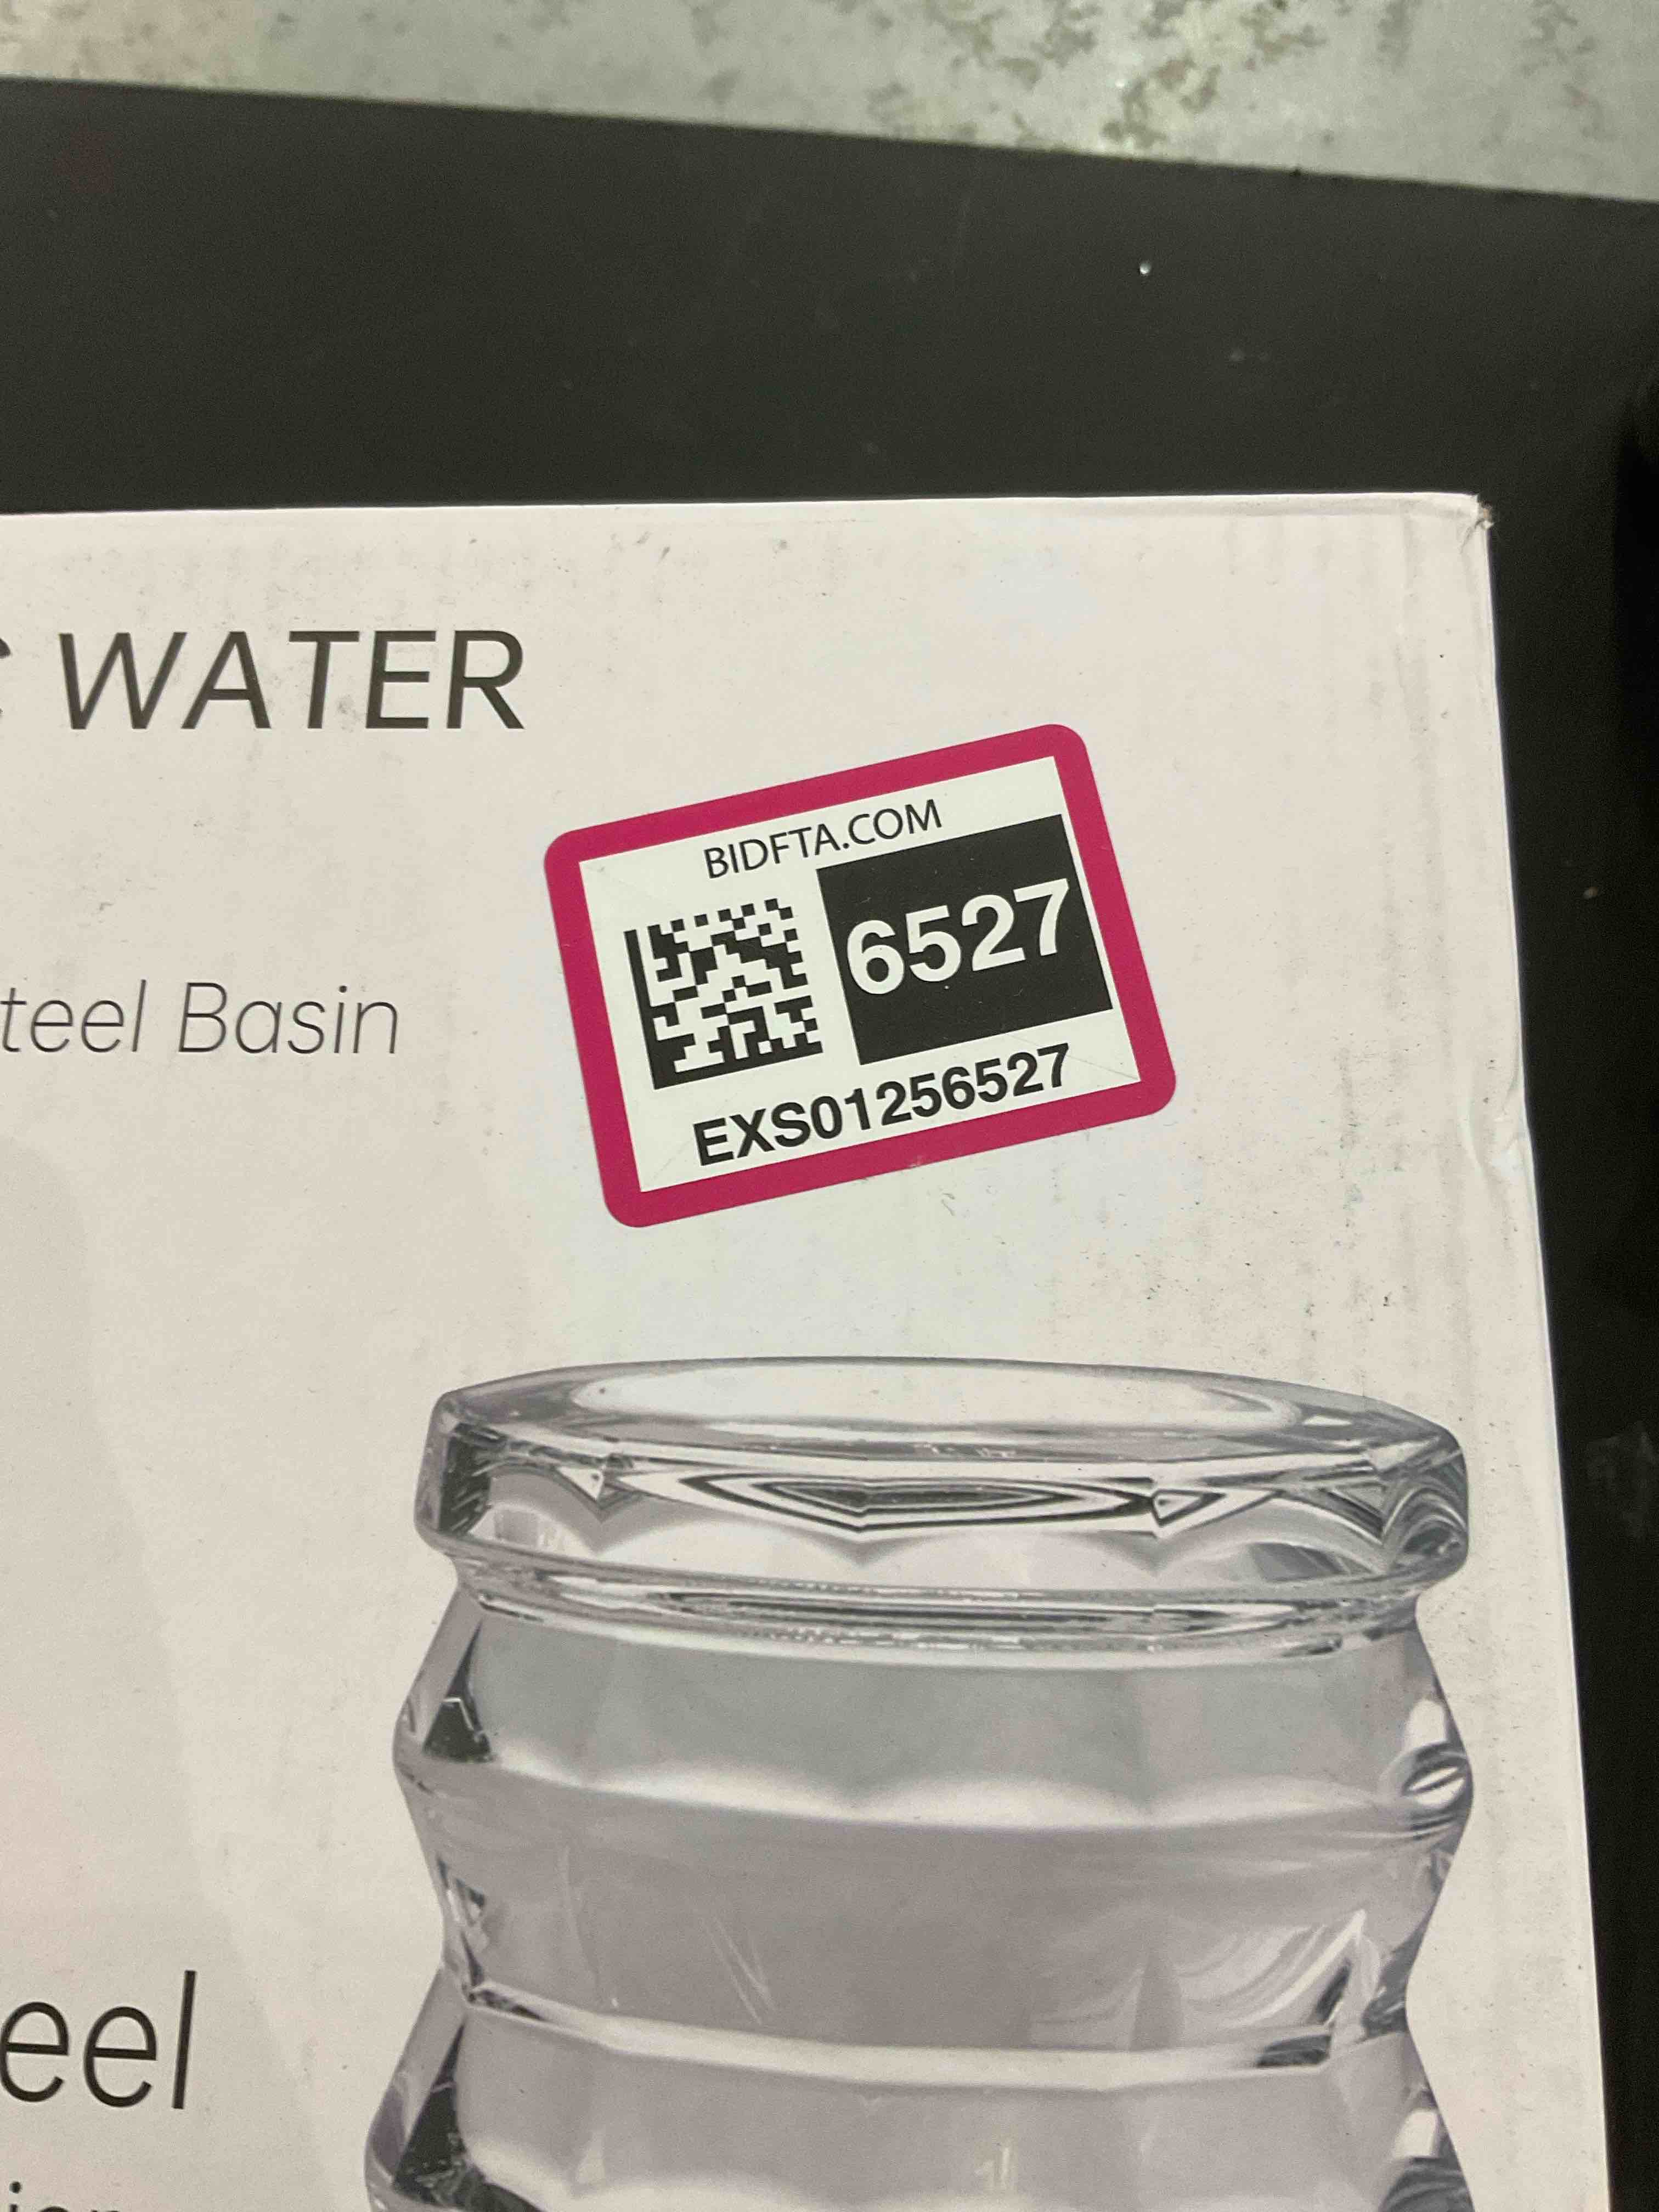 WATER
BIDFTA.COM
6527
EXS01256527
teel Basin
eel